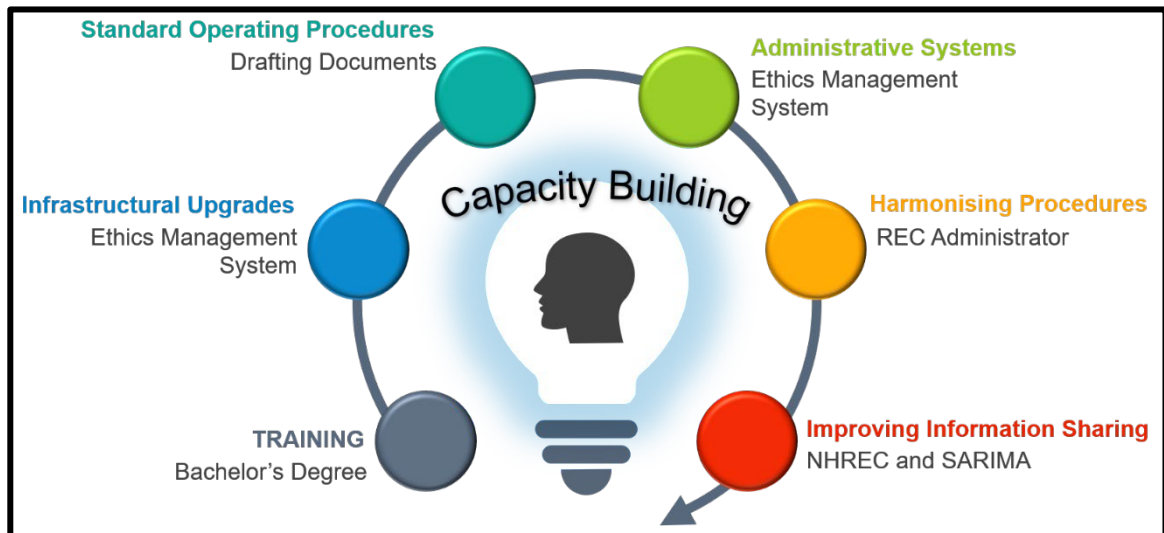 Standard Operating Procedures
Drafting Documents
Administrative Systems
Ethics Management
System
Capacity Building
Infrastructural Upgrades
Ethics Management
System
Harmonising Procedures
REC Administrator
TRAINING
Bachelor’s Degree
Improving Information Sharing
NHREC and SARIMA